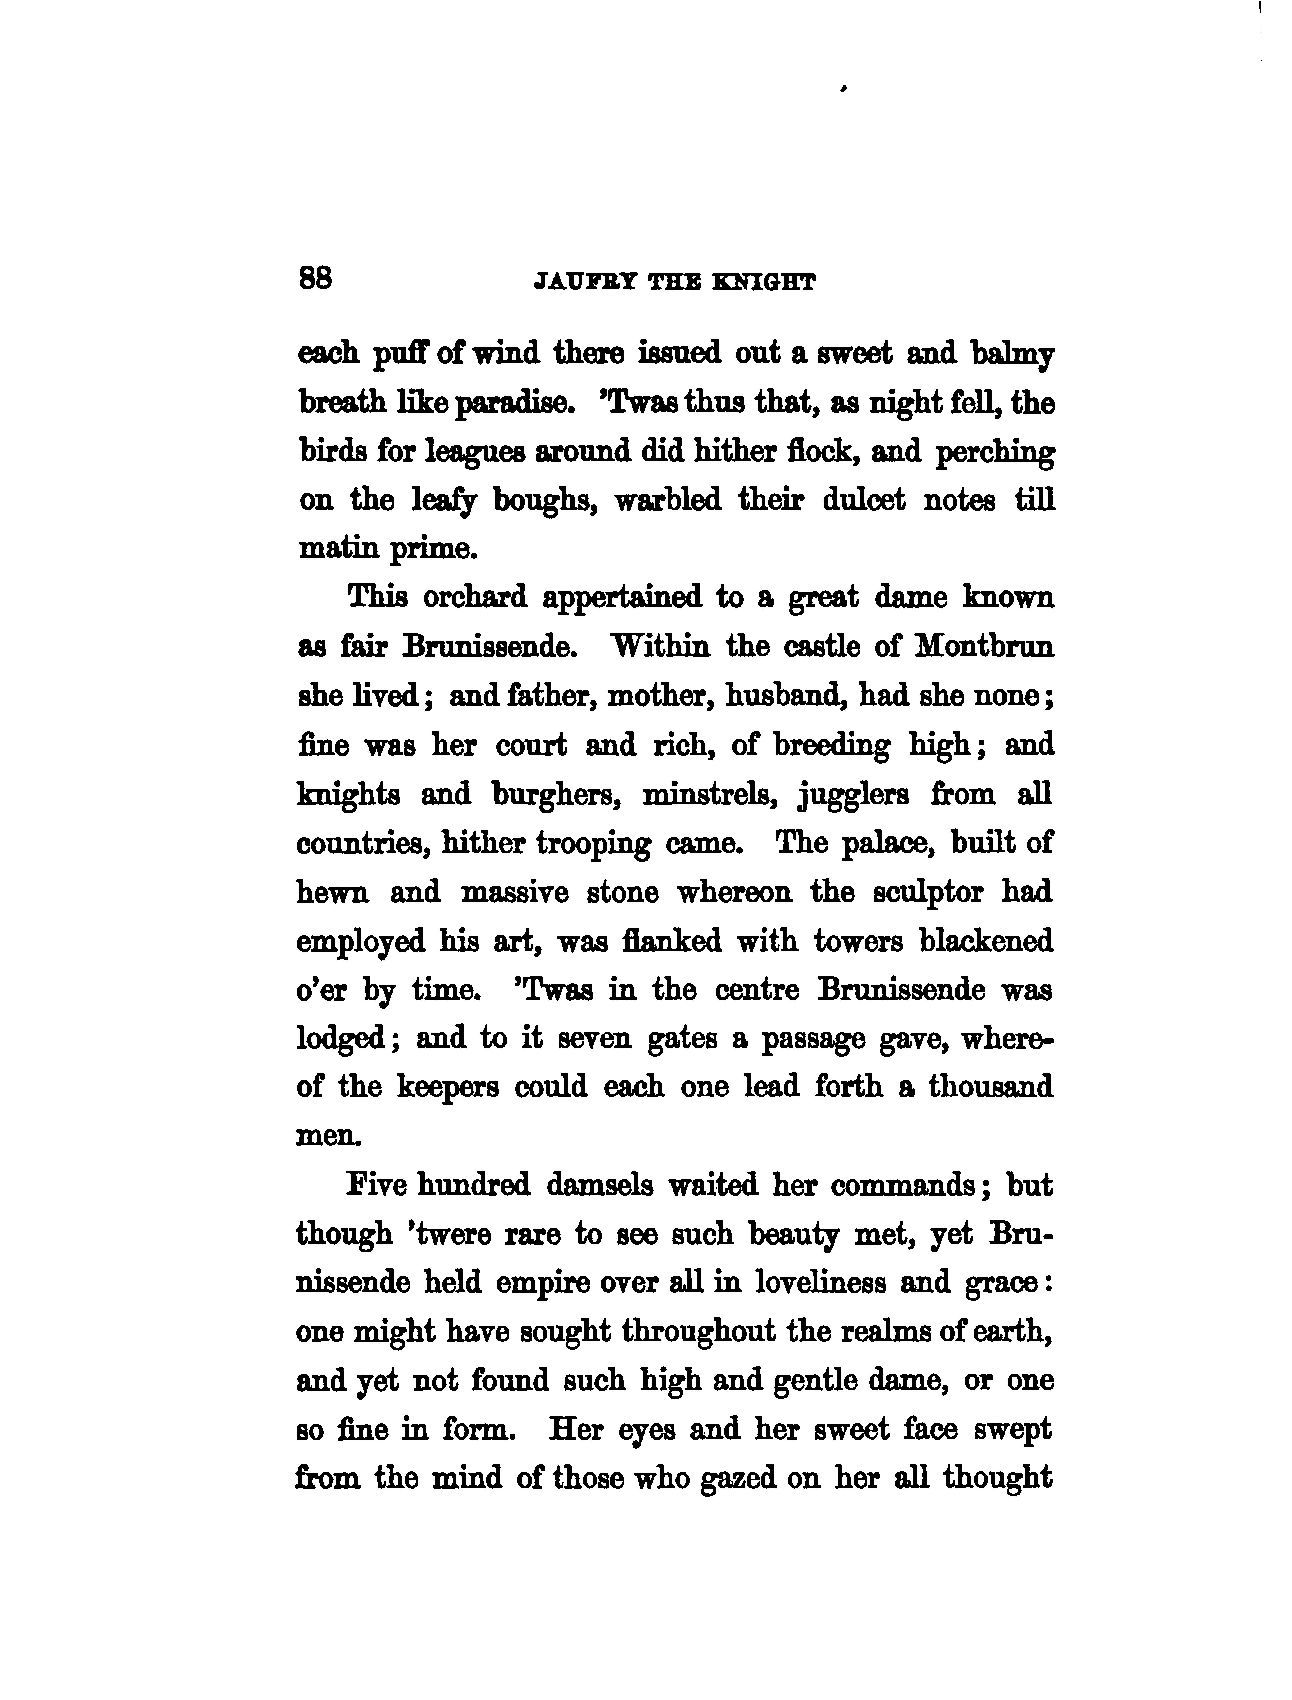 88 JAUFRY THE KNIGHT
each puff of wind there issued out a sweet and balmy
breath like paradise. 'Twas thus that, as night fell, the
birds for leagues around did hither flock, and perching
on the leafy boughs, warbled their dulcet notes till
matin prime.
This orchard appertained to a great dame known
as fair Brunissende. Within the castle of Montbrun
she lived; and father, mother, husband, had she none;
fine was her court and rich, of breeding high; and
knights and burghers, minstrels, jugglers from all
countries, hither trooping came. The palace, built of
hewn and massive stone whereon the sculptor had
employed his art, was flanked with towers blackened
o'er by time. 'Twas in the centre Brunissende was
lodged; and to it seven gates a passage gave, where-
of the keepers could each one lead forth a thousand
men.
Five hundred damsels waited her commands; but
though 'twere rare to see such beauty met, yet Bru-
nissende held empire over all in loveliness and grace:
one might have sought throughout the realms of earth,
and yet not found such high and gentle dame, or one
so fine in form. Her eyes and her sweet face swept
from the mind of those who gazed on her all thought